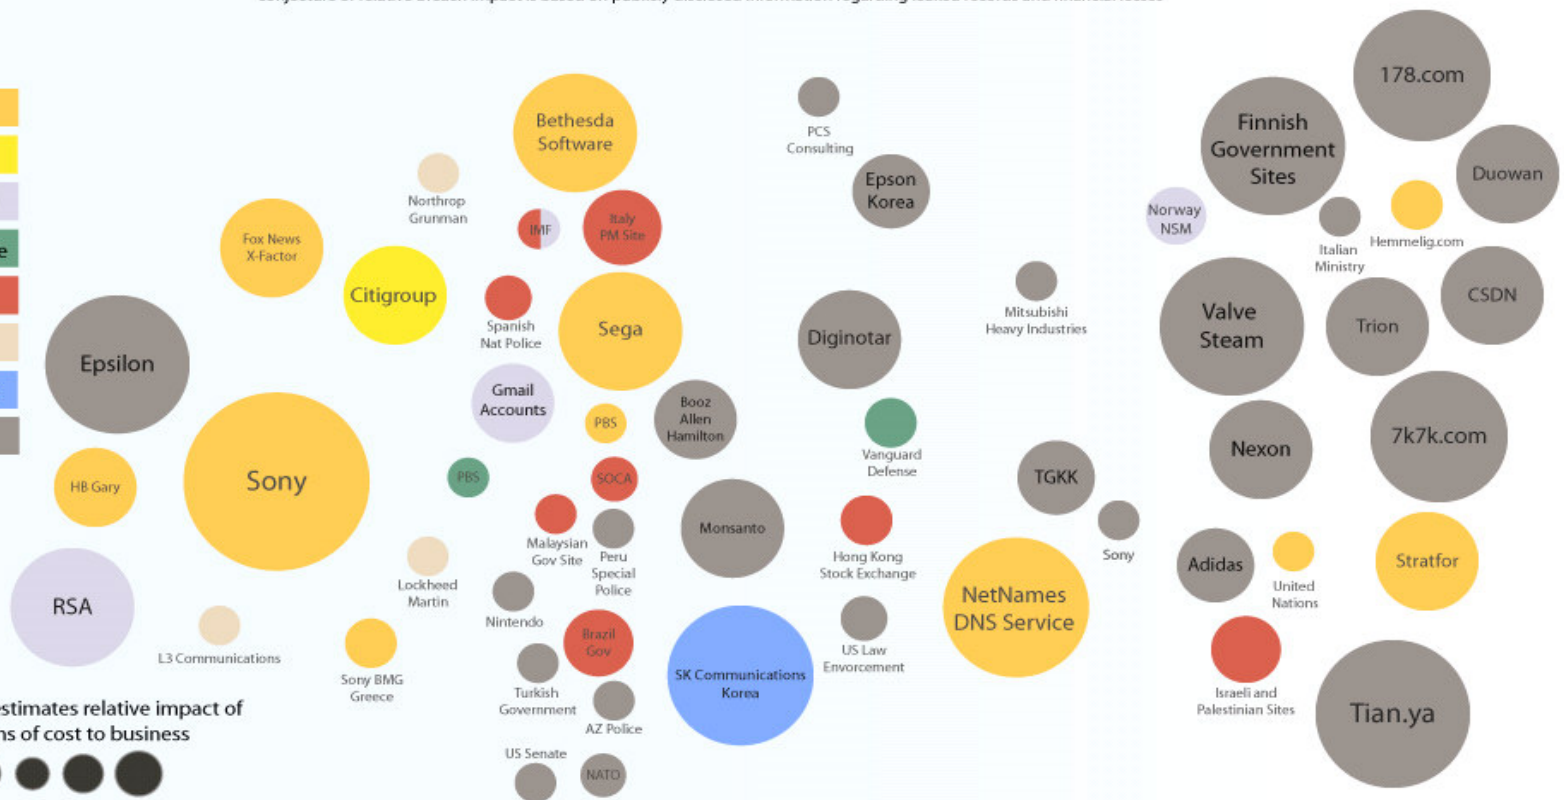 178.com
Bethesda
Software
PCS
Consulting
Finnish
Government
Sites
Duowan
Epson
Korea
Northrop
Grunman
IMF
Italy
PM Site
Norway
NSM
Hemmelig.com
Italian
Ministry
Fox News
X-Factor
e
Citigroup
Spanish
Nat Police
Sega
Diginotar
Mitsubishi
Heavy Industries
Valve
Steam
Trion
CSDN
Epsilon
Gmail
Accounts
PBS
Booz
Allen
Hamilton
Vanguard
Defense
Nexon
7k7k.com
HB Gary
Sony
PBS
SOCA
TGKK
Malaysian
Gov Site
Peru
Special
Police
Monsanto
Hong Kong
Stock Exchange
Sony
Adidas
United
Nations
Stratfor
Lockheed
Martin
RSA
Nintendo
NetNames
DNS Service
L3 Communications
Sony BMG
Greece
Brazil
Gov
Turkish
Government
SK Communications
Korea
US Law
Envorcement
Israeli and
Palestinian Sites
Tian.ya
AZ Police
US Senate
NATO
estimates relative impact of
of cost to business